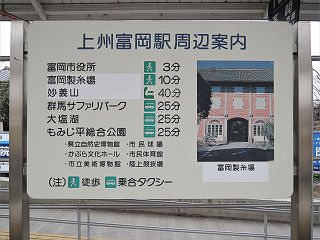 上州富岡駅周辺案内
富岡市役所 3分
富岡製糸場 10分
妙義山 40分
群馬サファリパーク 25分
大塩湖 25分
もみじ平総合公園 25分
・県立自然史博物館 ・市民球場
・かぶら文化ホール ・市民体育館
・市立美術博物館 ・陸上競技場
(注) 徒歩 乗合タクシー
富岡製糸場